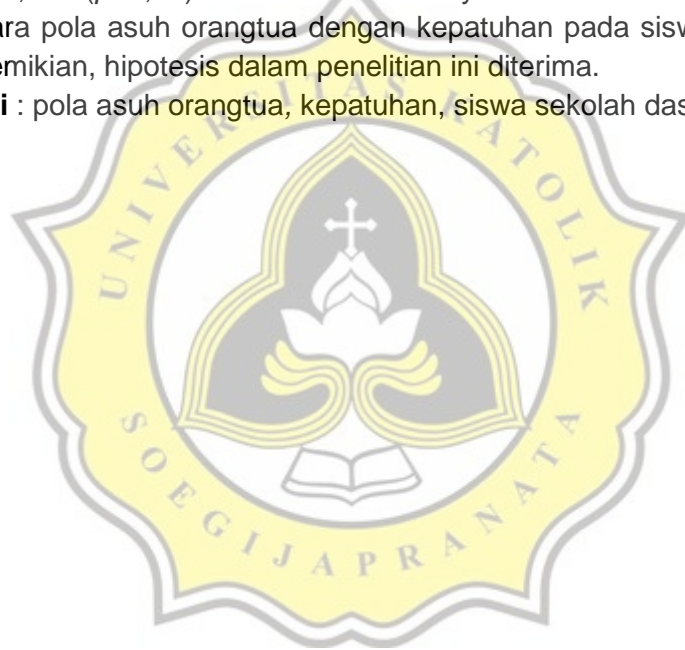 ara pola asuh orangtua dengan kepatuhan pada sisw
emikian, hipotesis dalam penelitian ini diterima.
i : pola asuh orangtua, kepatuhan, siswa sekolah das
UNIVERSITAS KATOLIK
SOEGIJAPRANATA